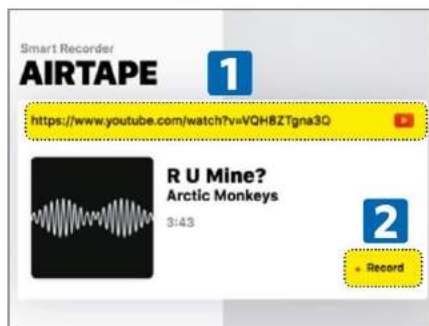 Smart Recorder
AIRTAPE
1
https://www.youtube.com/watch?v=VQH8ZTgna3Q
R U Mine?
Arctic Monkeys
3:43
2
Record